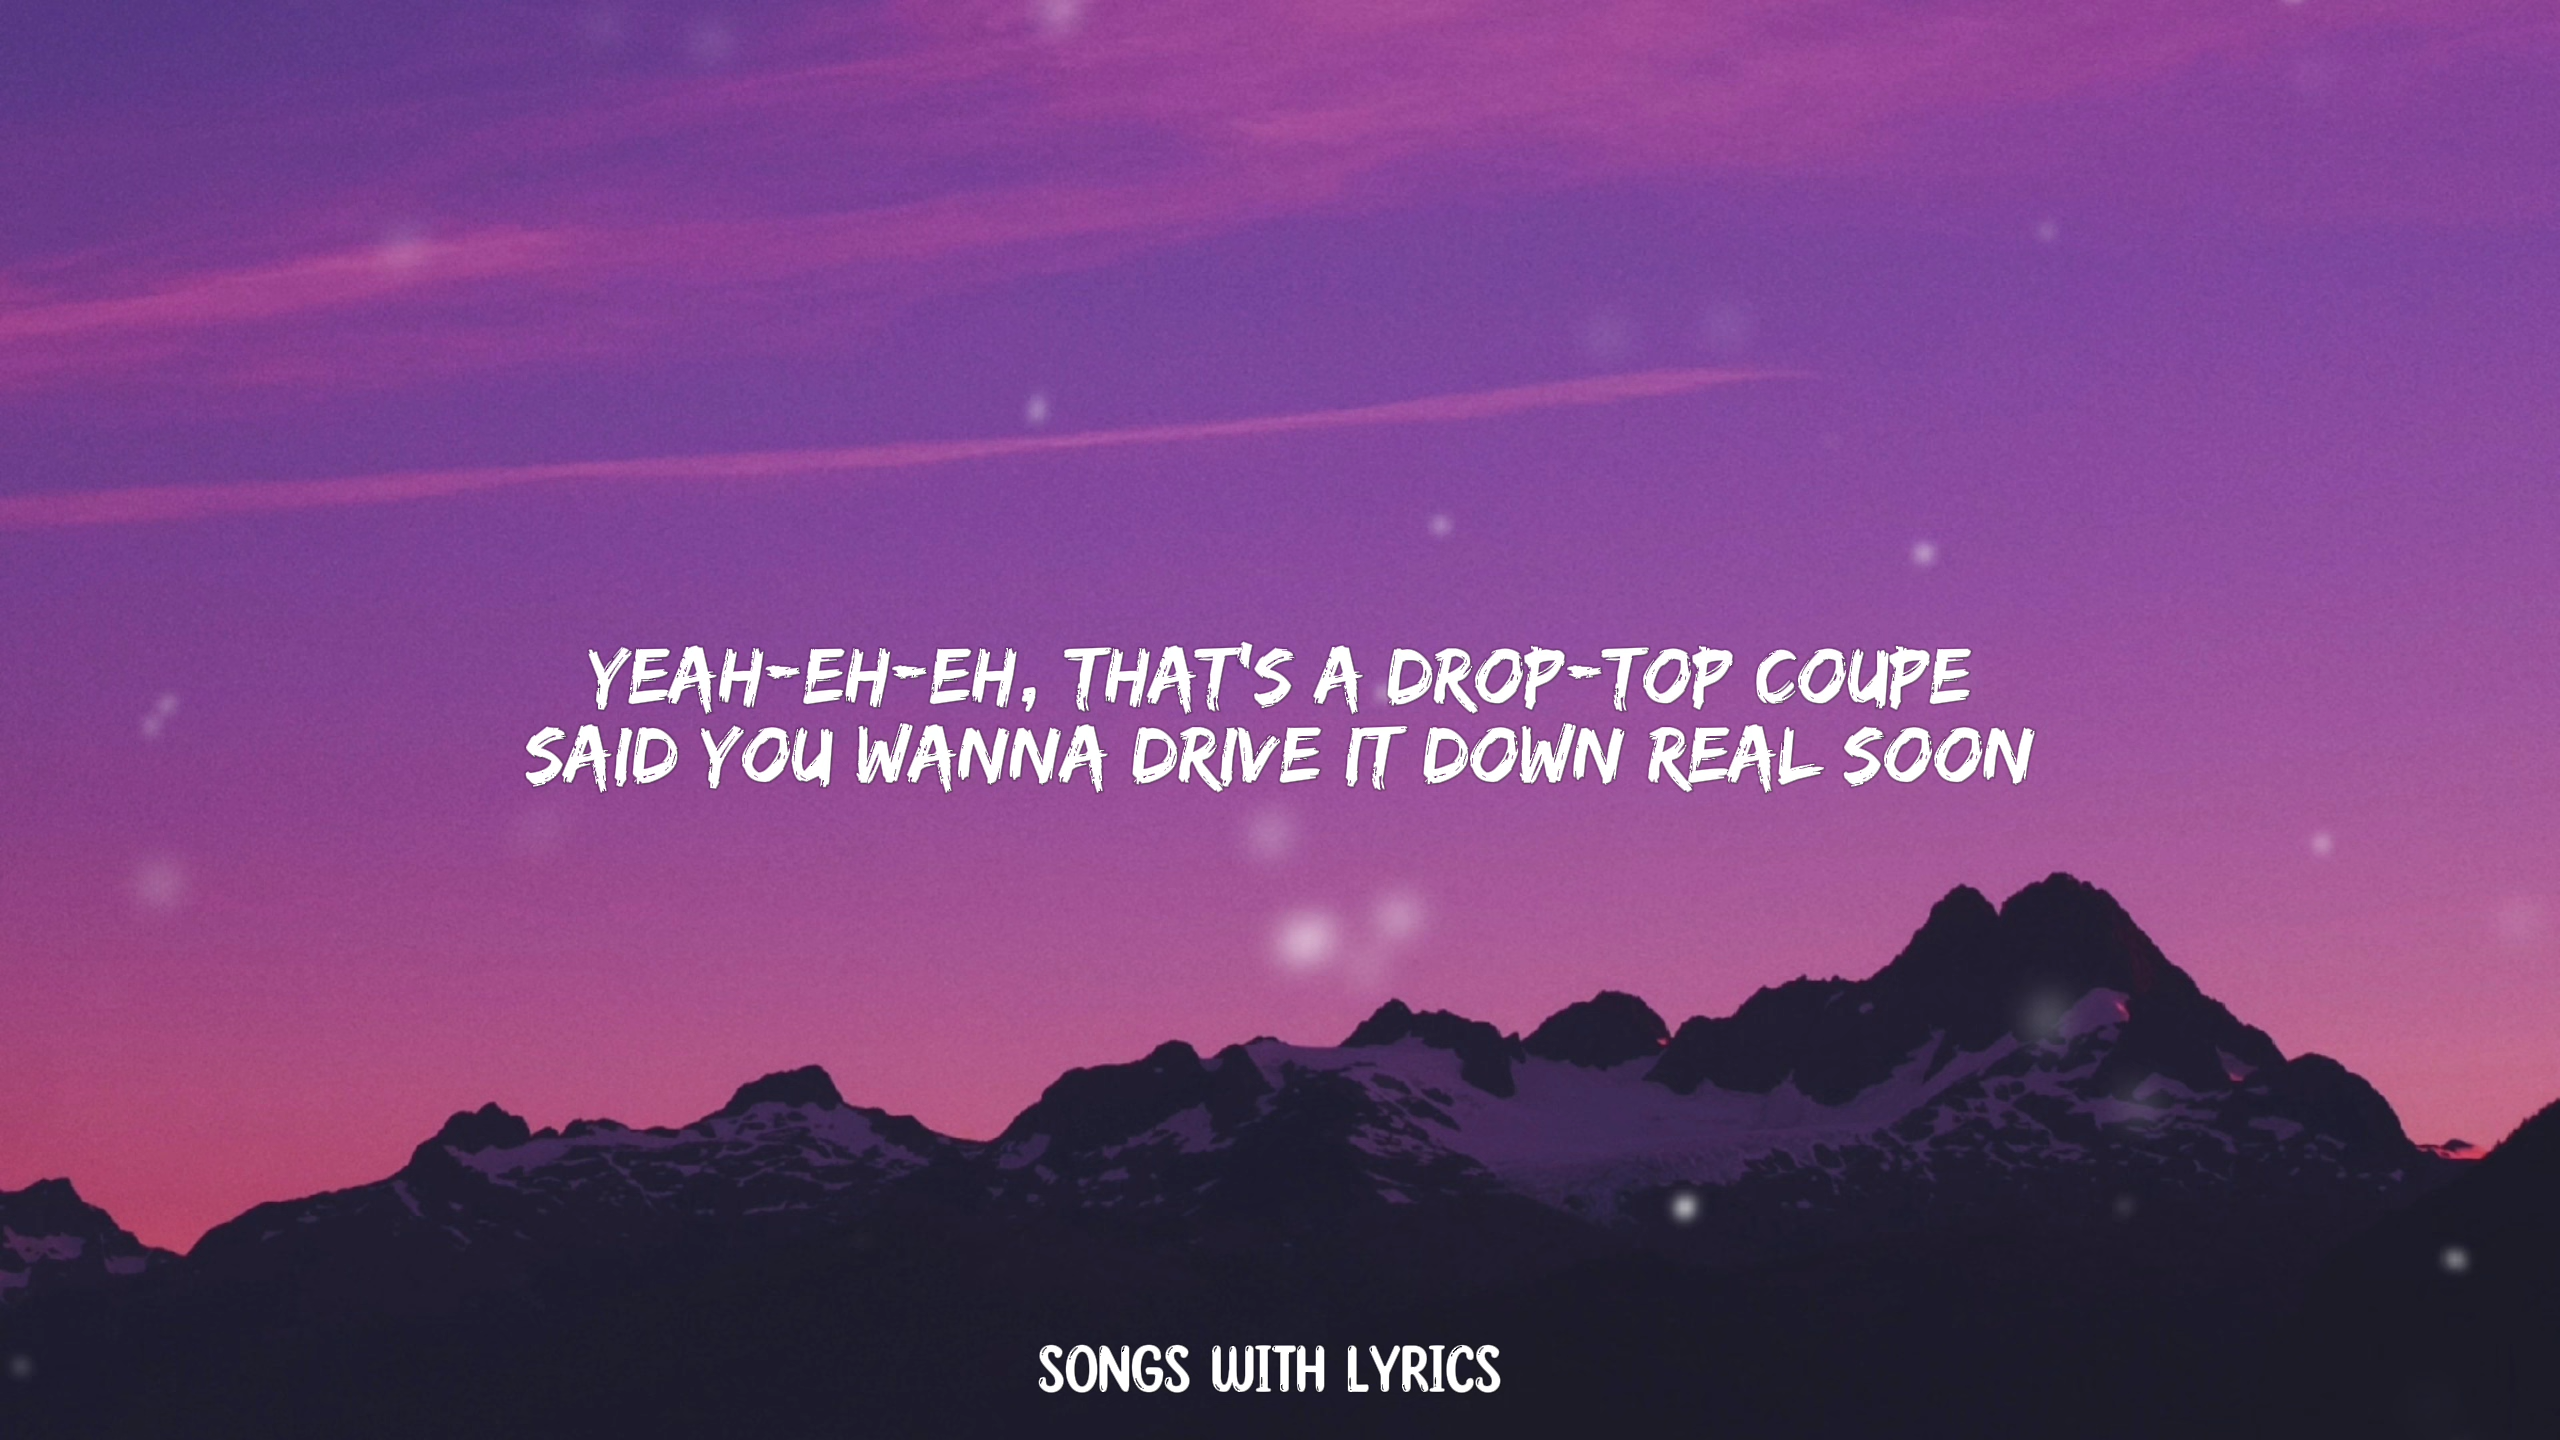 YEAH-EH-EH, THAT'S A DROP-TOP COUPE
SAID YOU WANNA DRIVE IT DOWN REAL SOON
SONGS WITH LYRICS